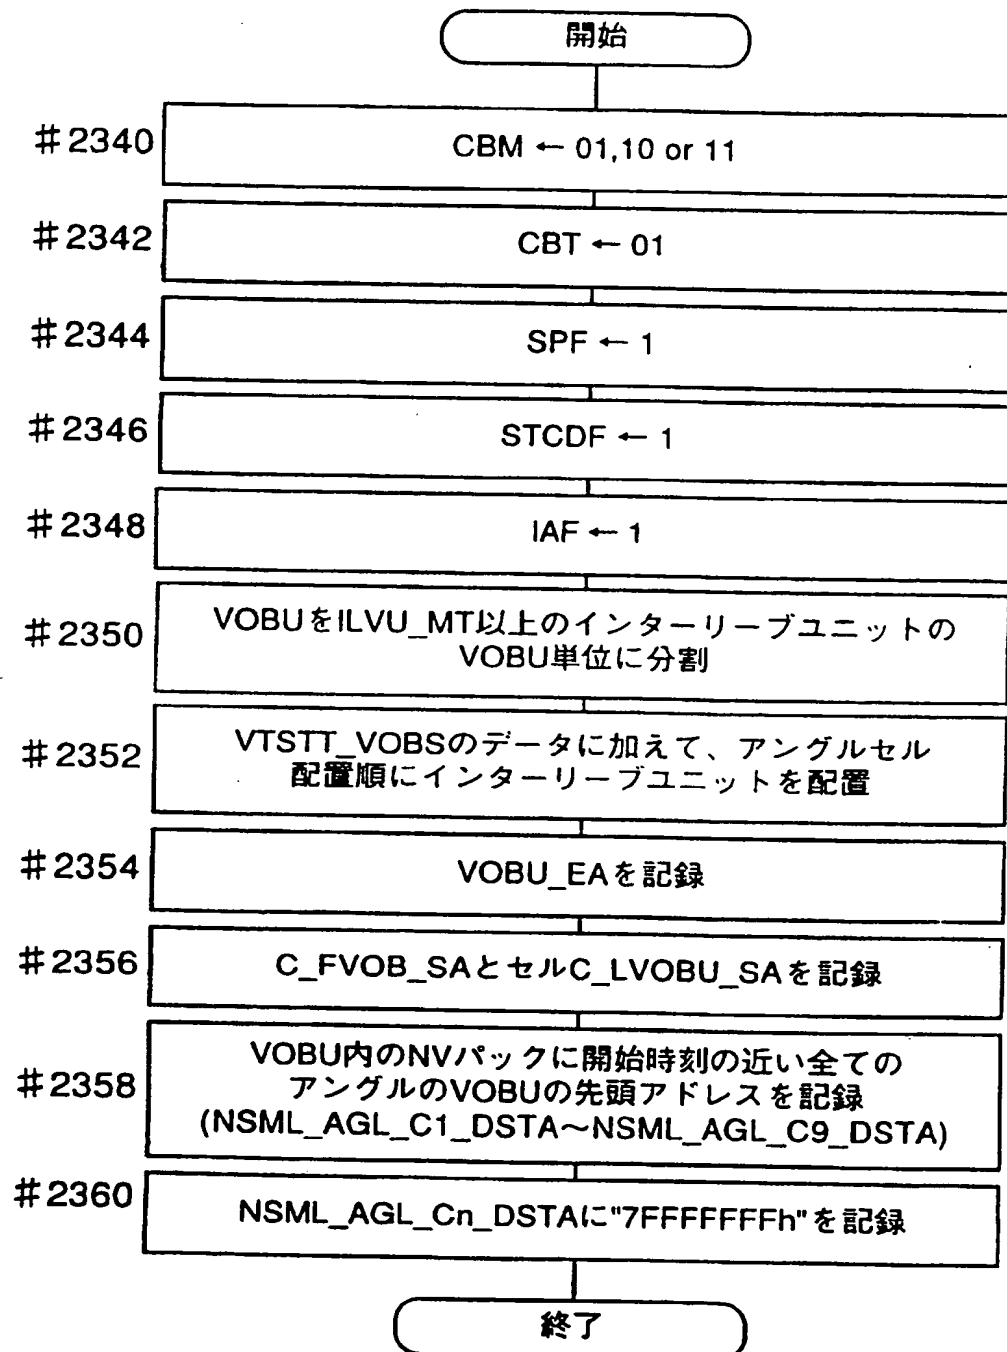 開始
#2340
CBM ← 01,10 or 11
#2342
CBT ← 01
#2344
SPF ← 1
#2346
STCDF ← 1
#2348
IAF ← 1
#2350
VOBUをILVU_MT以上のインターリーブユニットの
VOBU単位に分割
#2352
VTSTT_VOBSのデータに加えて、アングルセル
配置順にインターリーブユニットを配置
#2354
VOBU_EAを記録
#2356
C_FVOB_SAとセルC_LVOBU_SAを記録
#2358
VOBU内のNVパックに開始時刻の近い全ての
アングルのVOBUの先頭アドレスを記録
(NSML_AGL_C1_DSTA～NSML_AGL_C9_DSTA)
#2360
NSML_AGL_Cn_DSTAに"7FFFFFFFh"を記録
終了